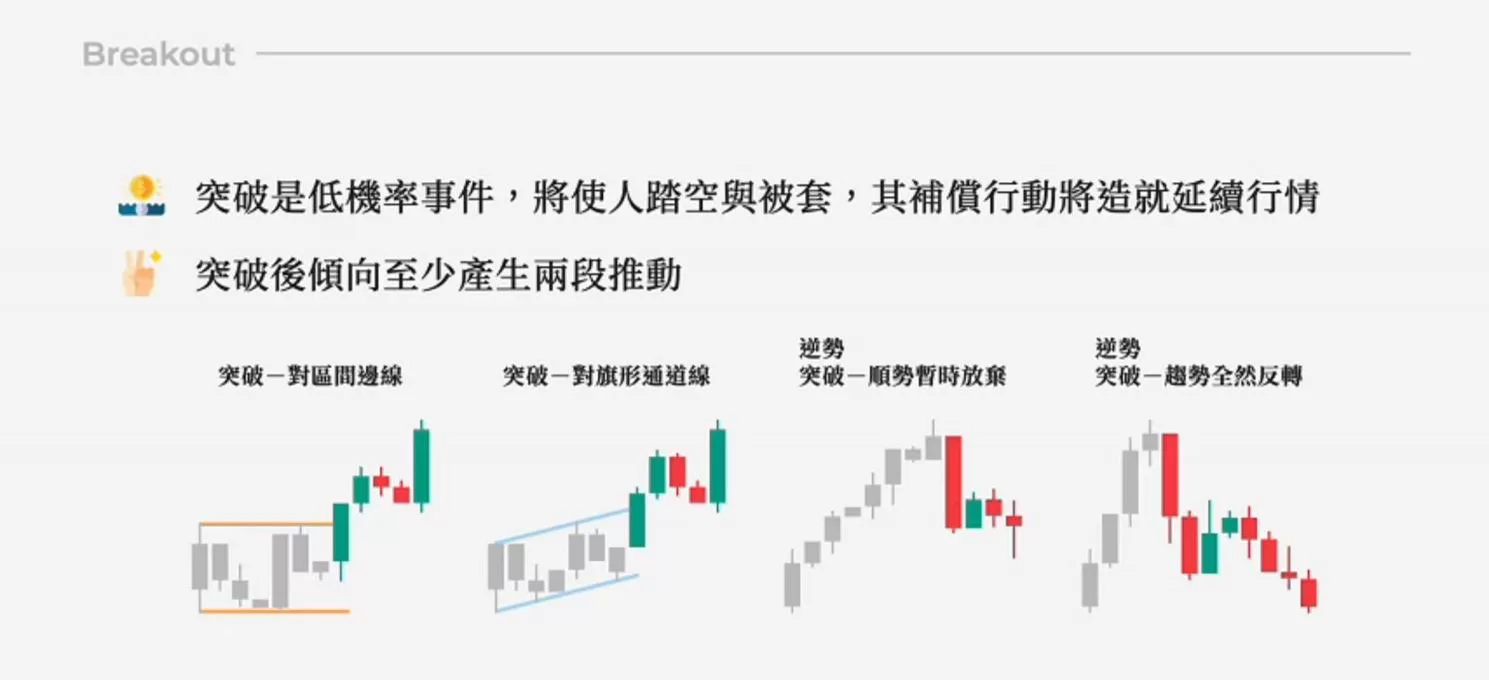 Breakout
突破是低機率事件，將使人踏空與被套，其補償行動將造就延續行情
突破後傾向至少產生兩段推動
突破－對區間邊線
突破－對旗形通道線
逆勢
突破－順勢暫時放棄
逆勢
突破－趨勢全然反轉